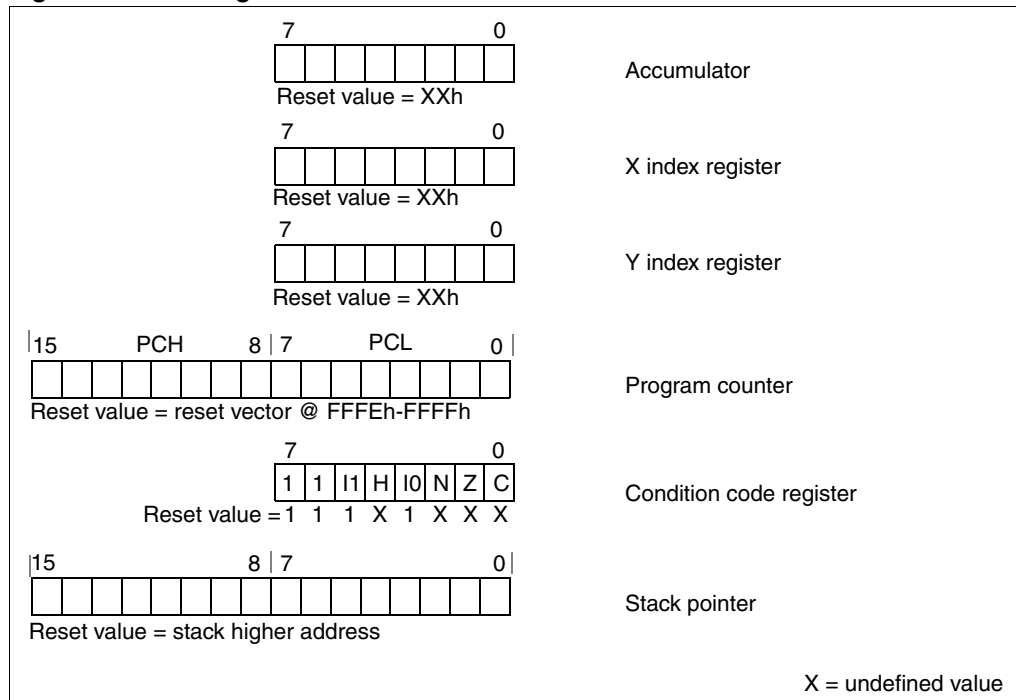 7 0
Accumulator
Reset value = XXh
7 0
X index register
Reset value = XXh
7 0
Y index register
Reset value = XXh
15 PCH 8 7 PCL 0
Program counter
Reset value = reset vector @ FFFEh-FFFFh
7 0
1 1 I1 H I0 N Z C
Condition code register
Reset value = 1 1 1 X 1 X X X
15 8 7 0
Stack pointer
Reset value = stack higher address
X = undefined value